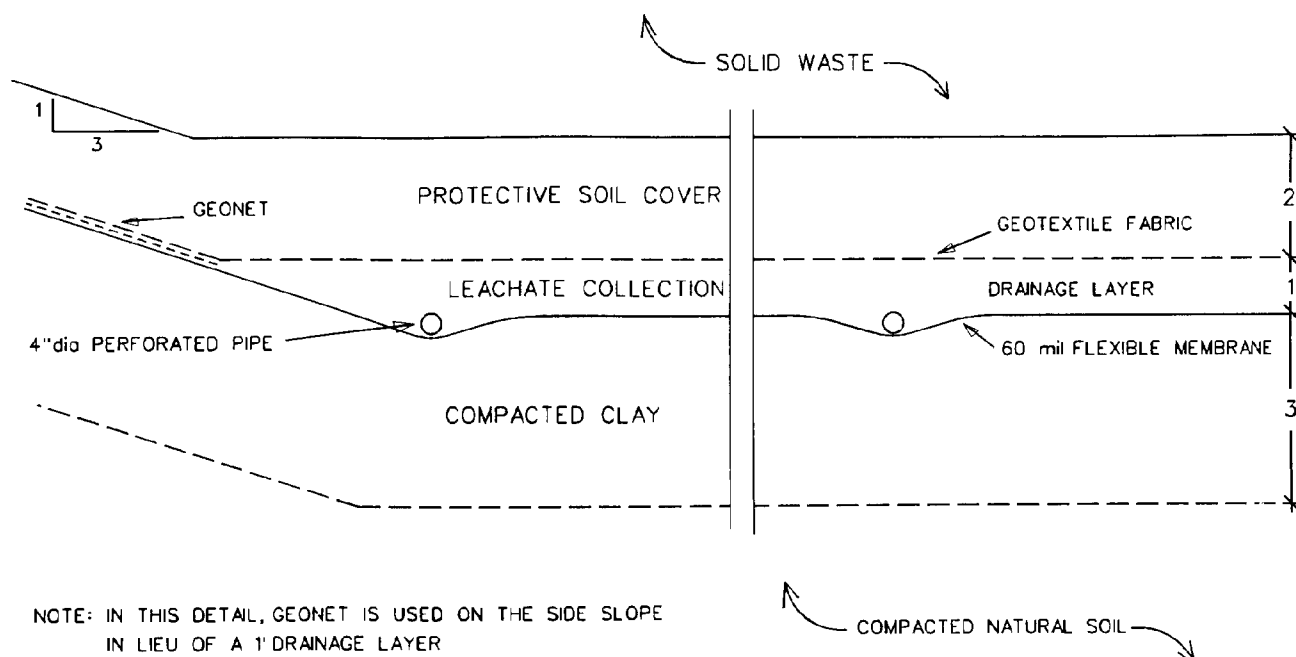 SOLID WASTE
1
3
PROTECTIVE SOIL COVER
2
GEONET
GEOTEXTILE FABRIC
LEACHATE COLLECTION
DRAINAGE LAYER
1
4"dia PERFORATED PIPE
60 mil FLEXIBLE MEMBRANE
COMPACTED CLAY
3
NOTE: IN THIS DETAIL, GEONET IS USED ON THE SIDE SLOPE
IN LIEU OF A 1' DRAINAGE LAYER
COMPACTED NATURAL SOIL